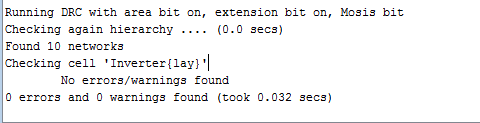 Running DRC with area bit on, extension bit on, Mosis bit
Checking again hierarchy .... (0.0 secs)
Found 10 networks
Checking cell 'Inverter{lay}'
No errors/warnings found
0 errors and 0 warnings found (took 0.032 secs)